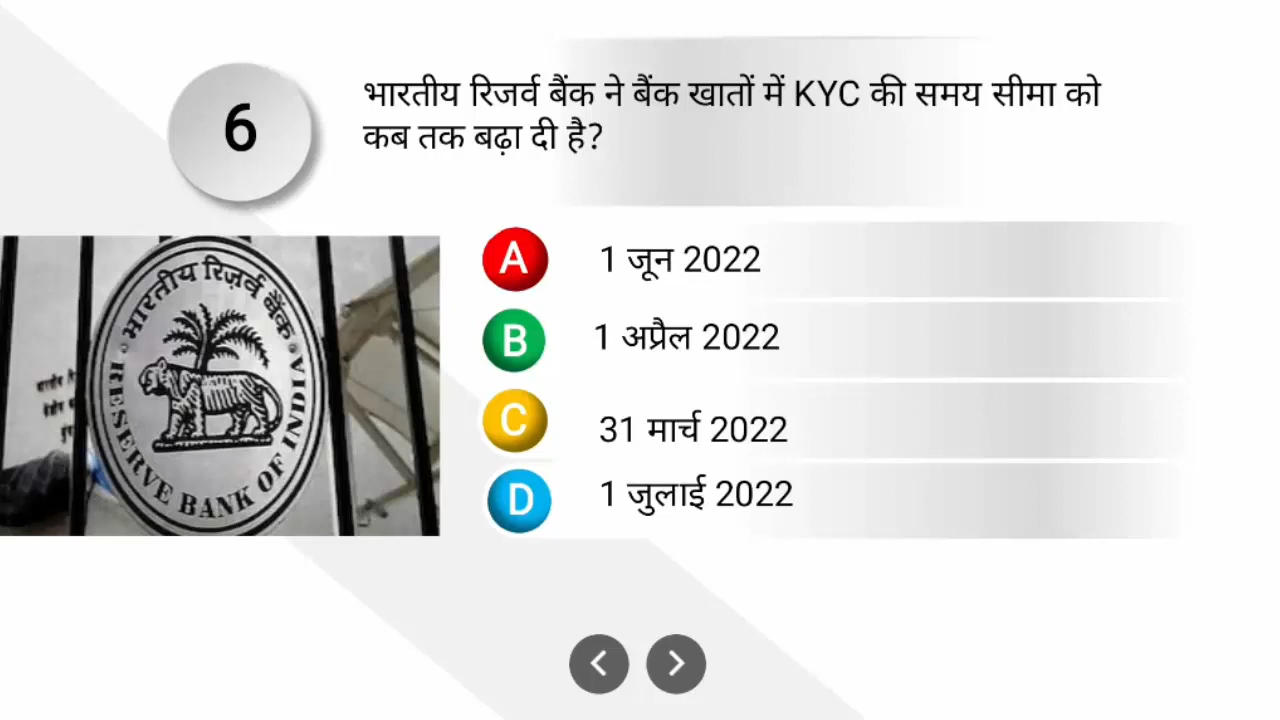 6
भारतीय रिजर्व बैंक ने बैंक खातों में KYC की समय सीमा को
कब तक बढ़ा दी है?
भारतीय रिज़र्व बैंक
RESERVE BANK OF INDIA
A 1 जून 2022
B 1 अप्रैल 2022
C 31 मार्च 2022
D 1 जुलाई 2022